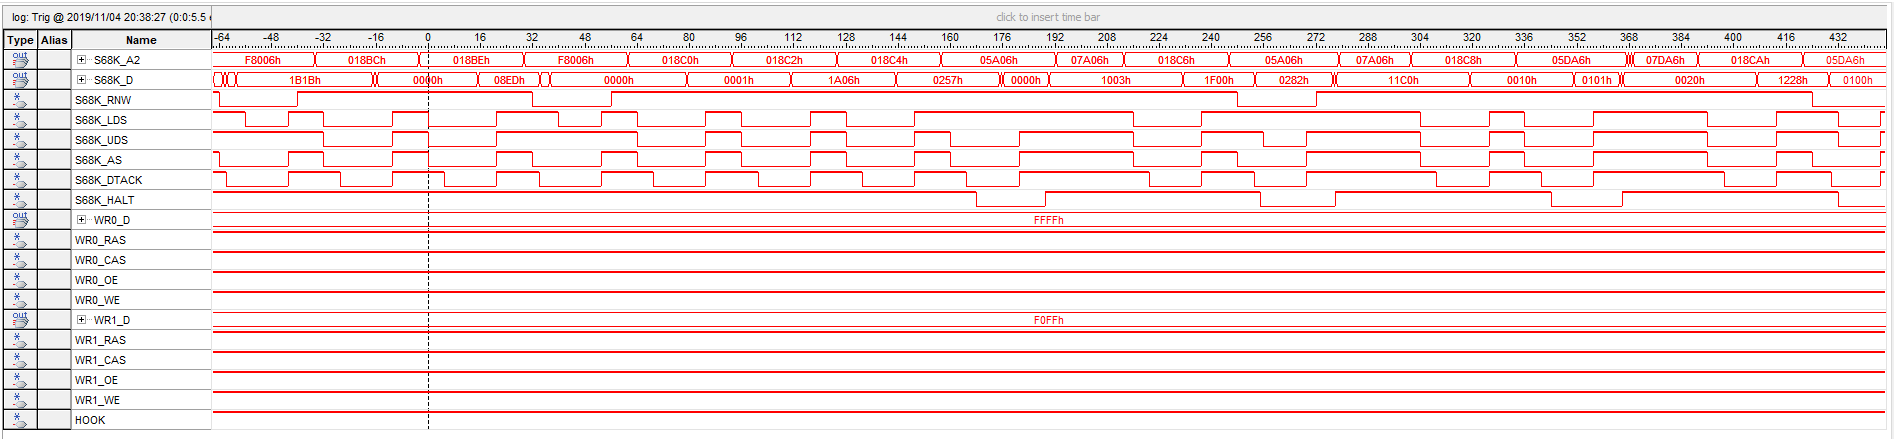 log: Trig @ 2019/11/04 20:38:27 (0:0:5.5 click to insert time bar
Type Alias Name -64 -48 -32 -16 0 16 32 48 64 80 96 112 128 144 160 176 192 208 224 240 256 272 288 304 320 336 352 368 384 400 416 432
out S68K_A2 F8006h 018BCh 018BEh F8006h 018C0h 018C2h 018C4h 05A06h 07A06h 018C6h 05A06h 07A06h 018C8h 05DA6h 07DA6h 018CAh 05DA6h
out S68K_D 1B1Bh 0000h 08EDh 0000h 0001h 1A06h 0257h 0000h 1003h 1F00h 0282h 11C0h 0010h 0101h 0020h 1228h 0100h
S68K_RNW
S68K_LDS
S68K_UDS
S68K_AS
S68K_DTACK
S68K_HALT
out WR0_D FFFFh
WR0_RAS
WR0_CAS
WR0_OE
WR0_WE
out WR1_D F0FFh
WR1_RAS
WR1_CAS
WR1_OE
WR1_WE
HOOK